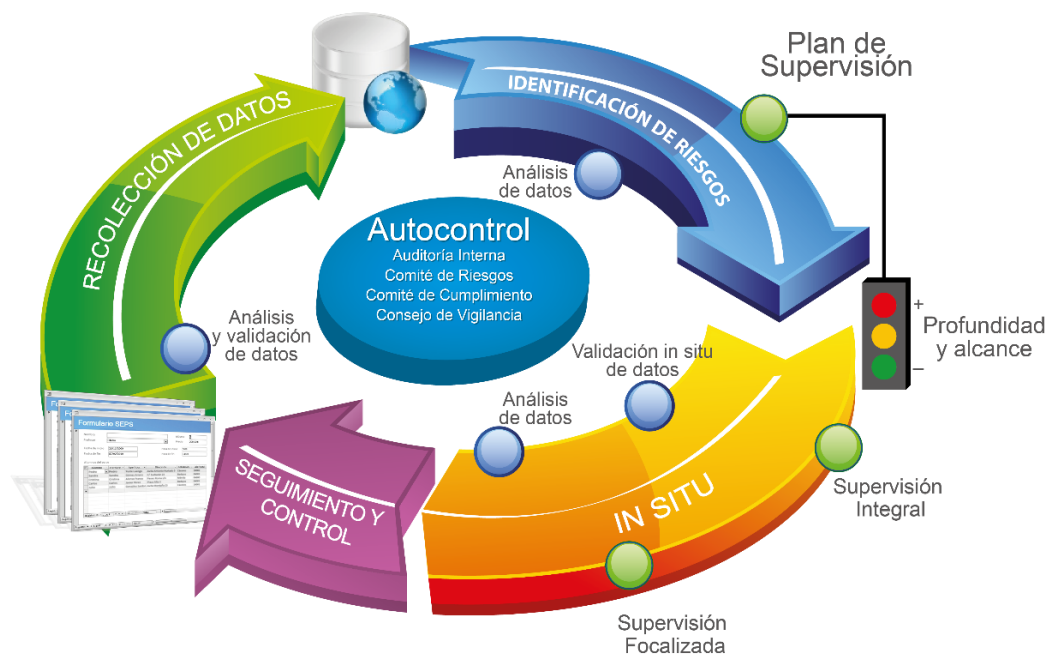 Plan de
Supervisión
IDENTIFICACIÓN DE RIESGOS
RECOLECCIÓN DE DATOS
Análisis
de datos
Autocontrol
Auditoría Interna
Comité de Riesgos
Comité de Cumplimiento
Consejo de Vigilancia
+
Profundidad
y alcance
–
Análisis
y validación
de datos
Validación in situ
de datos
Análisis
de datos
Formulario SEPS
SEGUIMIENTO Y
CONTROL
IN SITU
Supervisión
Integral
Supervisión
Focalizada